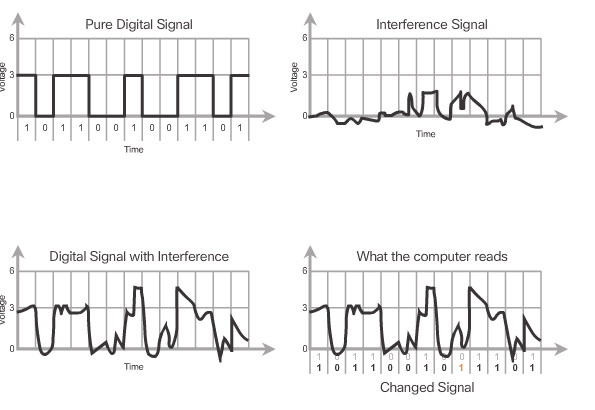 Pure Digital Signal
6
3
0
Voltage
1 0 1 1 0 0 1 0 0 1 1 0 1
Time
Interference Signal
6
3
0
Voltage
Time
Digital Signal with Interference
6
3
0
Voltage
Time
What the computer reads
6
3
0
1 0 1 1 0 0 1 0 0 1 1 0 1
1 0 1 1 0 0 1 0 1 1 1 0 1
Changed Signal